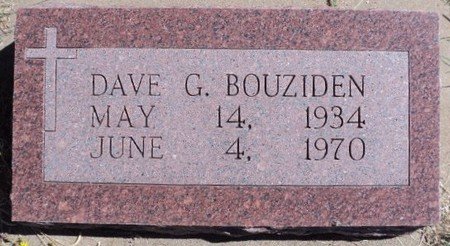 DAVE G. BOUZIDEN
MAY 14, 1934
JUNE 4, 1970